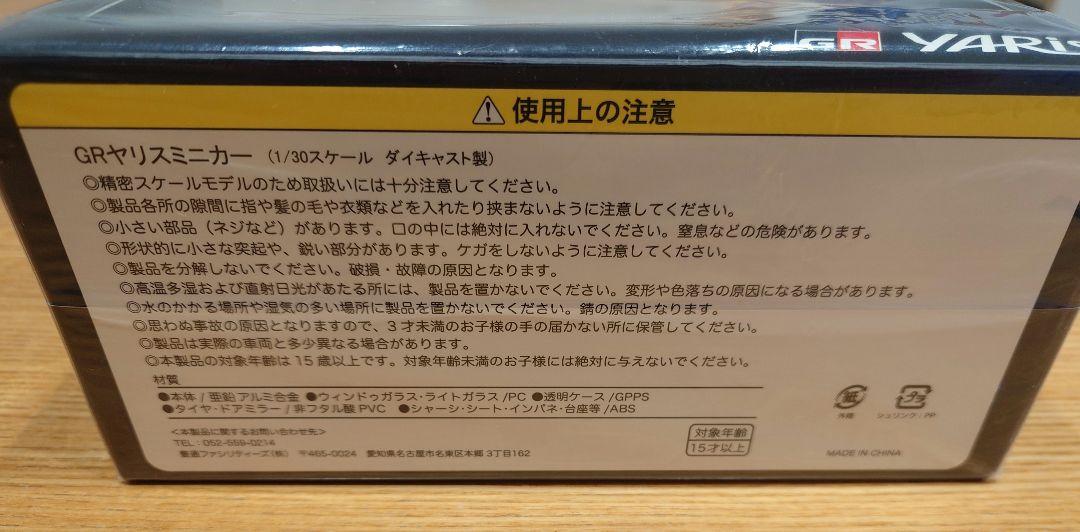 GR YARis
⚠ 使用上の注意
GRヤリスミニカー（1/30スケール ダイキャスト製）
◎精密スケールモデルのため取扱いには十分注意してください。
◎製品各所の隙間に指や髪の毛や衣類などを入れたり挟まないように注意してください。
◎小さい部品（ネジなど）があります。口の中には絶対に入れないでください。窒息などの危険があります。
◎形状的に小さな突起や、鋭い部分があります。ケガをしないように注意してください。
◎製品を分解しないでください。破損・故障の原因となります。
◎高温多湿および直射日光があたる所には、製品を置かないでください。変形や色落ちの原因になる場合があります。
◎水のかかる場所や湿気の多い場所に製品を置かないでください。錆の原因となります。
◎思わぬ事故の原因となりますので、3才未満のお子様の手の届かない所に保管してください。
◎製品は実際の車両と多少異なる場合があります。
◎本製品の対象年齢は15歳以上です。対象年齢未満のお子様には絶対に与えないでください。
材質
●本体/亜鉛アルミ合金 ●ウィンドゥガラス・ライトガラス/PC ●透明ケース/GPPS
●タイヤ・ドアミラー/非フタル酸PVC ●シャーシ・シート・インパネ・台座等/ABS
<本製品に関するお問い合わせ先>
TEL：052-559-0214
ファシリティーズ(株) 〒465-0024 愛知県名古屋市名東区本郷3丁目162
対象年齢
15才以上
紙
外箱
プラ
シュリンク：PP
MADE IN CHINA